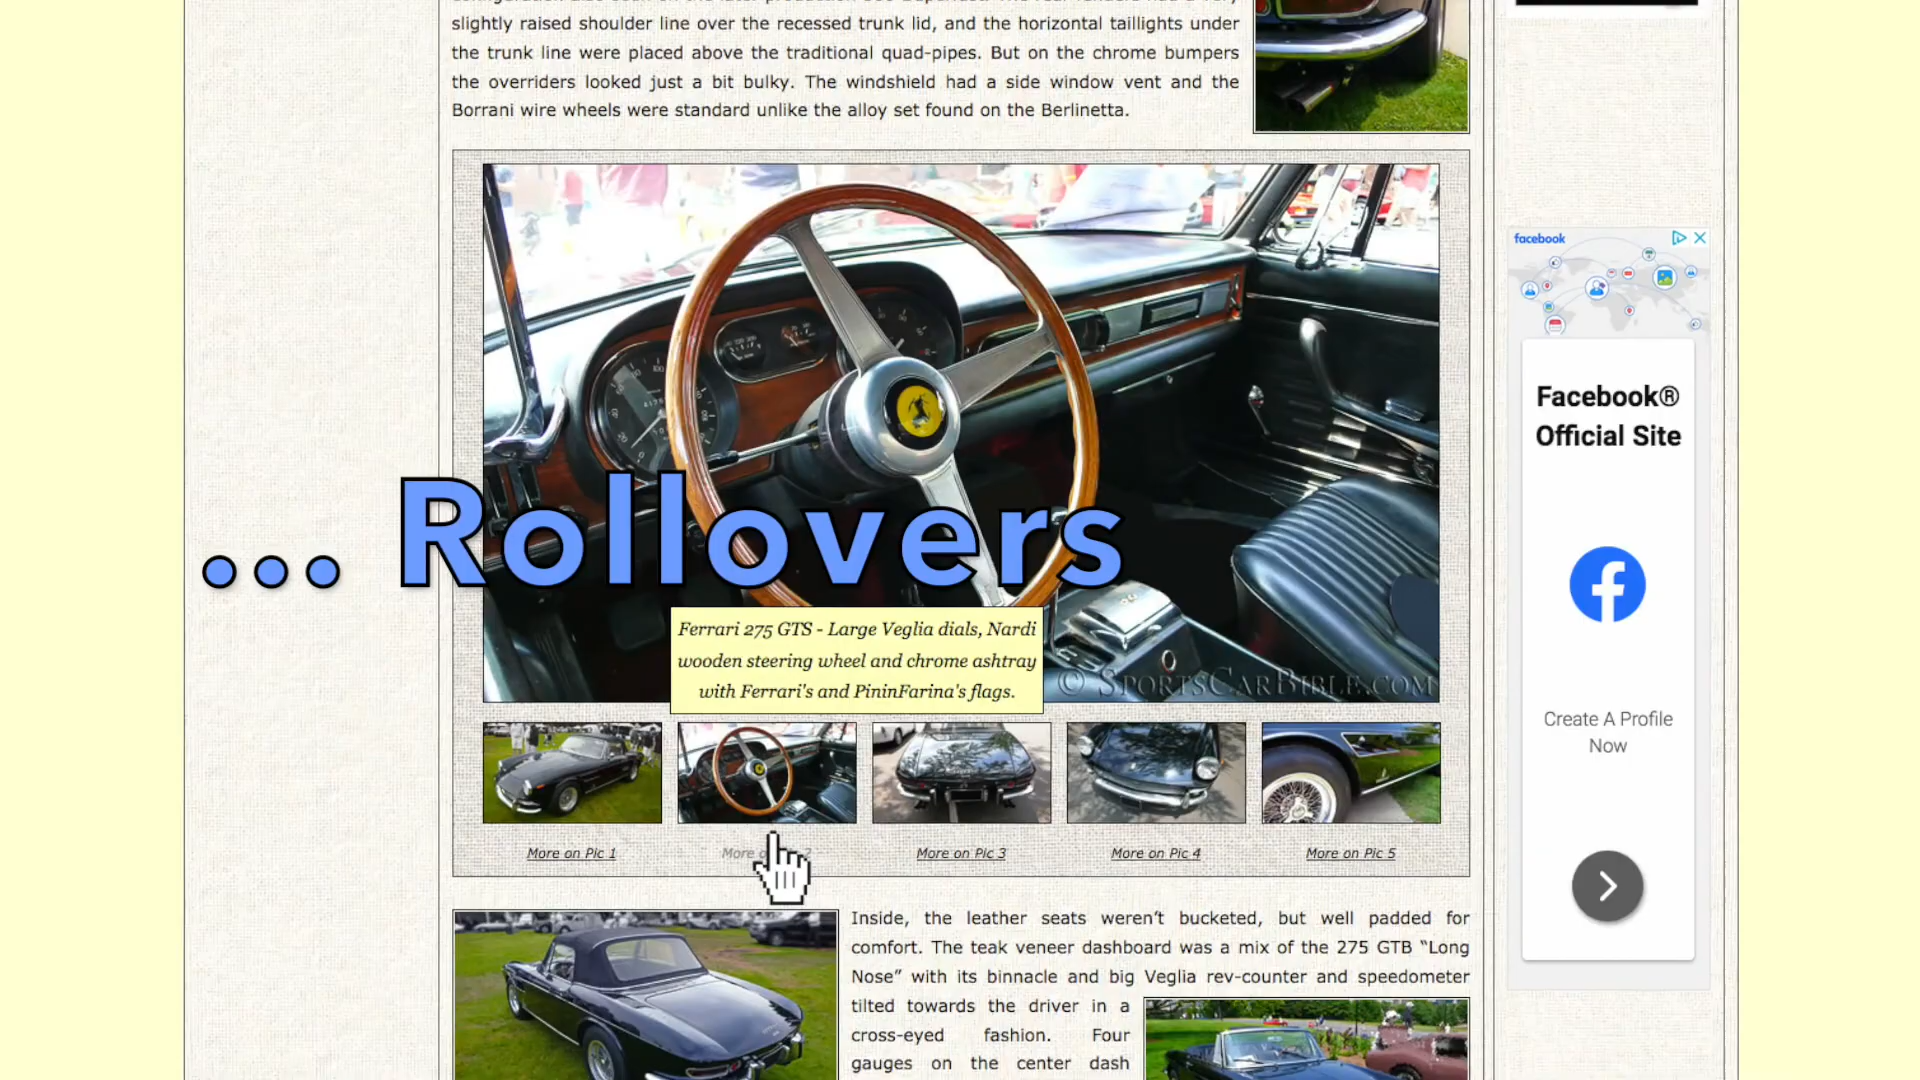 slightly raised shoulder line over the recessed trunk lid, and the horizontal taillights under
the trunk line were placed above the traditional quad-pipes. But on the chrome bumpers
the overriders looked just a bit bulky. The windshield had a side window vent and the
Borrani wire wheels were standard unlike the alloy set found on the Berlinetta.
... Rollovers
Ferrari 275 GTS - Large Veglia dials, Nardi
wooden steering wheel and chrome ashtray
with Ferrari's and PininFarina's flags.
© SportsCarBible.com
More on Pic 1
More on Pic 3
More on Pic 4
More on Pic 5
Inside, the leather seats weren't bucketed, but well padded for
comfort. The teak veneer dashboard was a mix of the 275 GTB “Long
Nose” with its binnacle and big Veglia rev-counter and speedometer
tilted towards the driver in a
cross-eyed fashion. Four
gauges on the center dash
facebook
Facebook®
Official Site
Create A Profile
Now